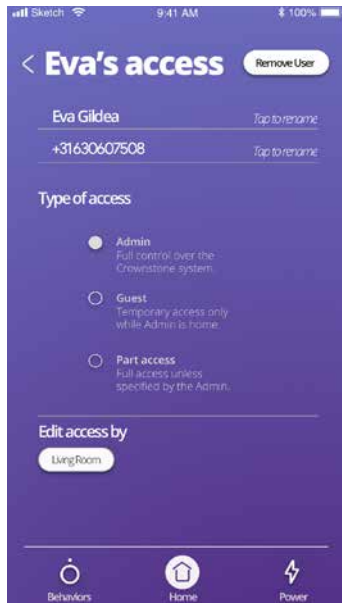 Sketch 9:41 AM 100%
Eva's access Remove User
Eva Gildea Tap to rename
+31630607508 Tap to rename
Type of access
Admin
Full control over the
Crownstone system.
Guest
Temporary access only
while Admin is home.
Part access
Full access unless
specified by the Admin.
Edit access by
Living Room
Behaviors Home Power